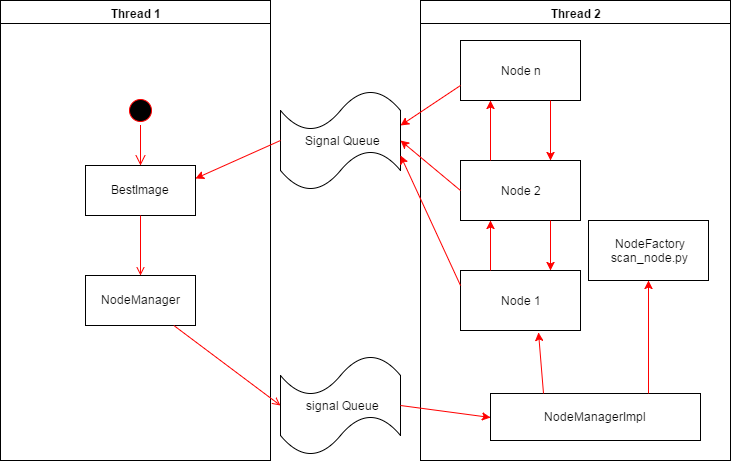 Thread 1
Thread 2
Node n
Signal Queue
BestImage
Node 2
NodeFactory
scan_node.py
NodeManager
Node 1
signal Queue
NodeManagerImpl